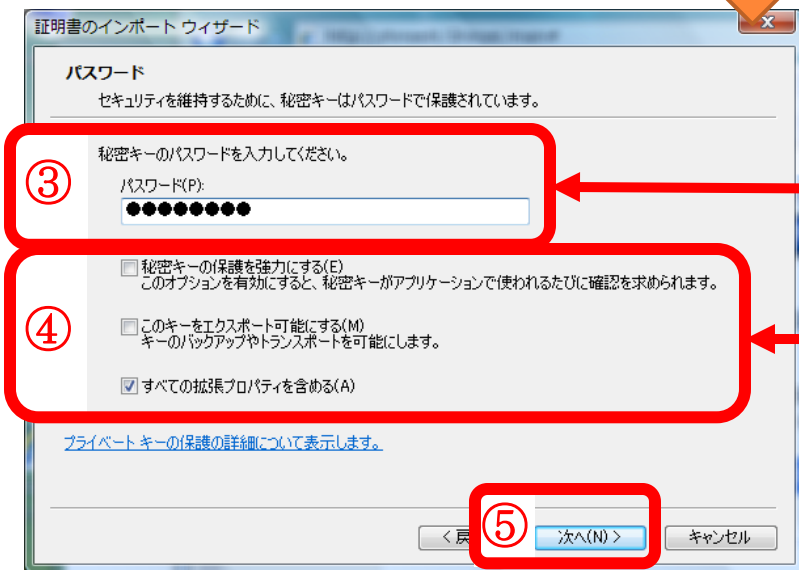 証明書のインポート ウィザード
パスワード
セキュリティを維持するために、秘密キーはパスワードで保護されています。
③
秘密キーのパスワードを入力してください。
パスワード(P):
●●●●●●●●
④
秘密キーの保護を強力にする(E)
このオプションを有効にすると、秘密キーがアプリケーションで使われるたびに確認を求められます。
このキーをエクスポート可能にする(M)
キーのバックアップやトランスポートを可能にします。
すべての拡張プロパティを含める(A)
プライベート キーの保護の詳細について表示します。
< 戻 ⑤ 次へ(N) > キャンセル